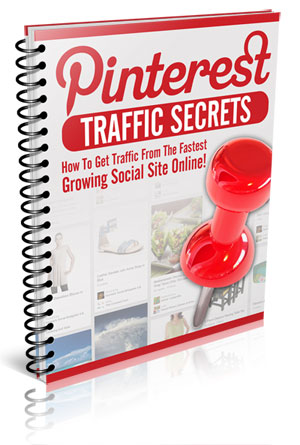 Pinterest
TRAFFIC SECRETS
How To Get Traffic From The Fastest
Growing Social Site Online!